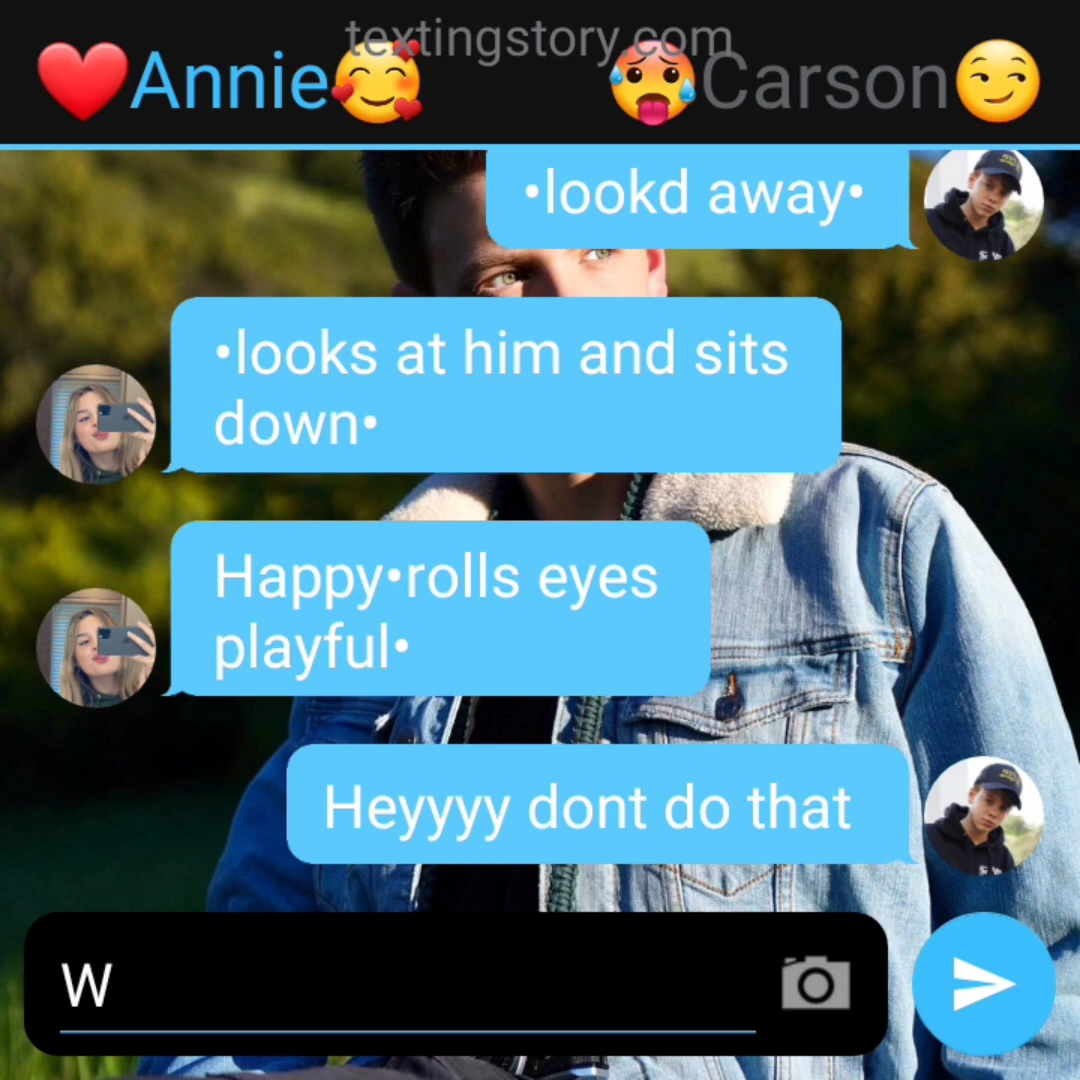 textingstory.com
❤️Annie🥰 🥵Carson😏
•lookd away•
•looks at him and sits
down•
Happy•rolls eyes
playful•
Heyyyy dont do that
W